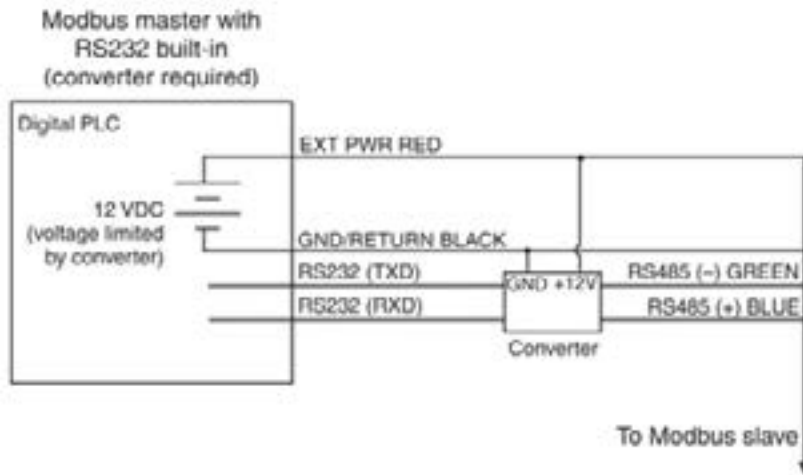 Modbus master with
RS232 built-in
(converter required)
Digital PLC
EXT PWR RED
12 VDC
(voltage limited
by converter)
GND/RETURN BLACK
RS232 (TXD)
GND +12V
RS485 (−) GREEN
RS232 (RXD)
RS485 (+) BLUE
Converter
To Modbus slave